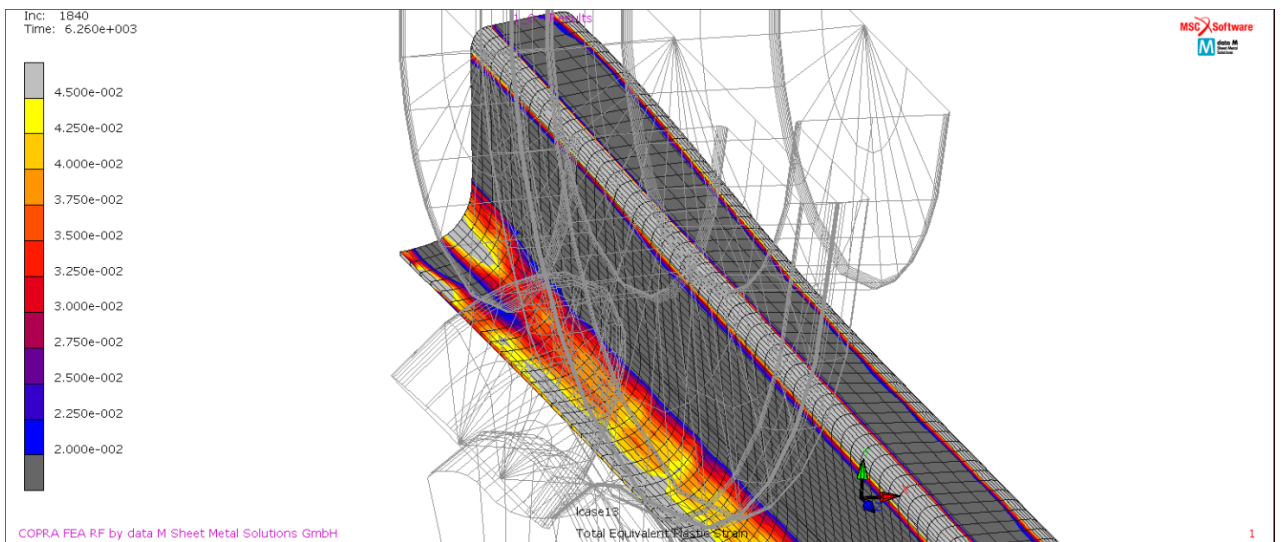 Inc: 1840
Time: 6.260e+003
4.500e-002
4.250e-002
4.000e-002
3.750e-002
3.500e-002
3.250e-002
3.000e-002
2.750e-002
2.500e-002
2.250e-002
2.000e-002
MSC Software
M data M
Sheet Metal
Solutions
lcase13
Total Equivalent Plastic Strain
COPRA FEA RF by data M Sheet Metal Solutions GmbH
1